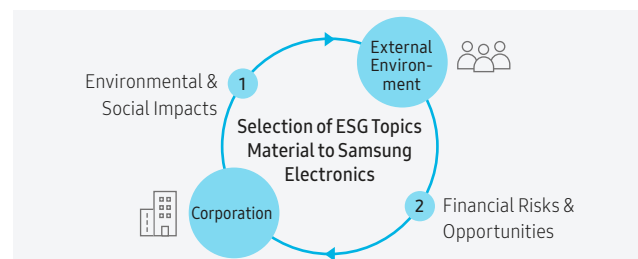 External
Environ-
ment
Environmental &
Social Impacts
1
Selection of ESG Topics
Material to Samsung
Electronics
Corporation
2
Financial Risks &
Opportunities